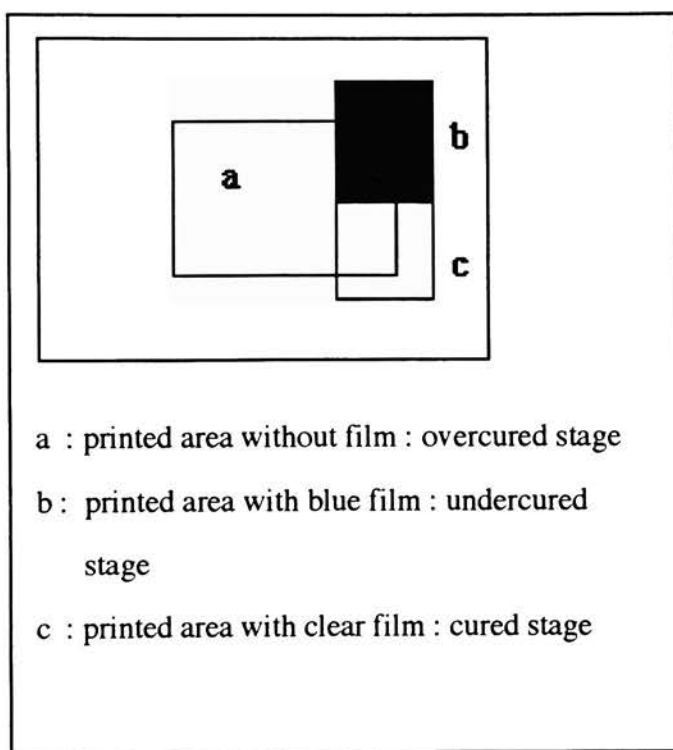 a
b
c
a : printed area without film : overcured stage
b : printed area with blue film : undercured
stage
c : printed area with clear film : cured stage